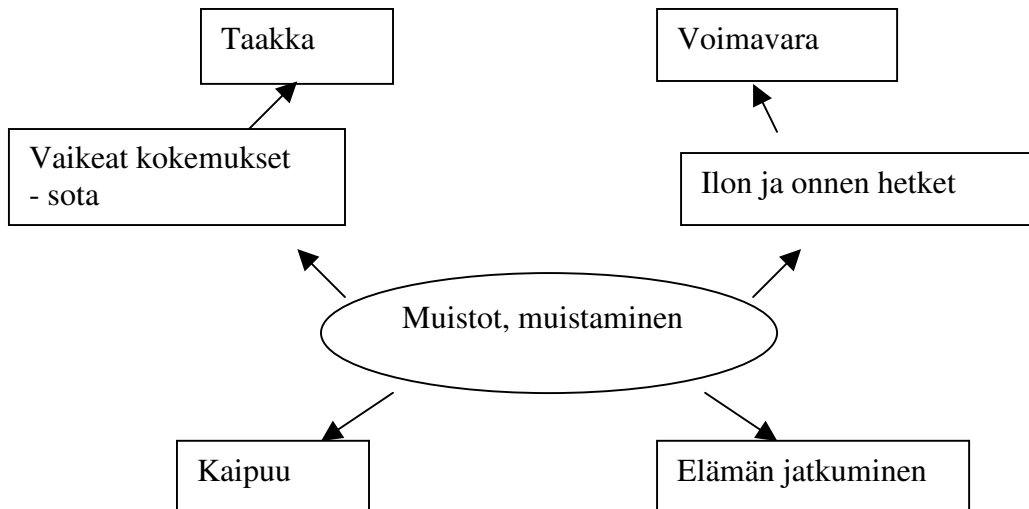 Taakka
Voimavara
Vaikeat kokemukset
- sota
Ilon ja onnen hetket
Muistot, muistaminen
Kaipuu
Elämän jatkuminen